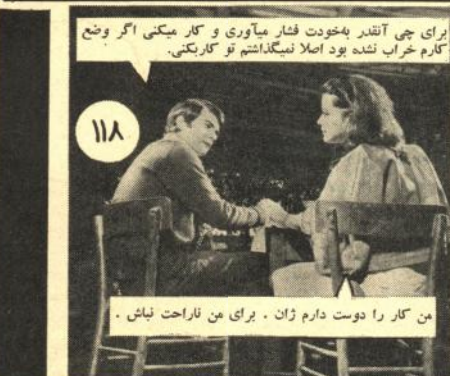 برای چی آنقدر بخودت فشار میآوری و کار میکنی اگر وضع
کارم خراب نشده بود اصلا نمیگذاشتم تو کاربکنی.
۱۱۸
من کار را دوست دارم ژان . برای من ناراحت نباش .